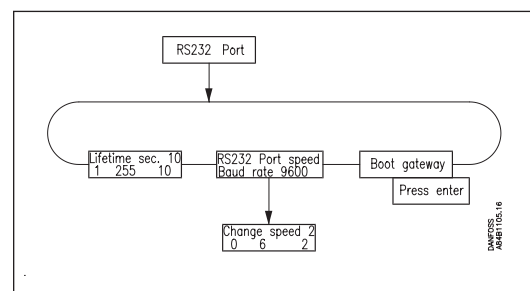 RS232 Port
Lifetime sec. 10
1 255 10
RS232 Port speed
Baud rate 9600
Boot gateway
Press enter
Change speed 2
0 6 2
DANFOSS
A84B1105.16